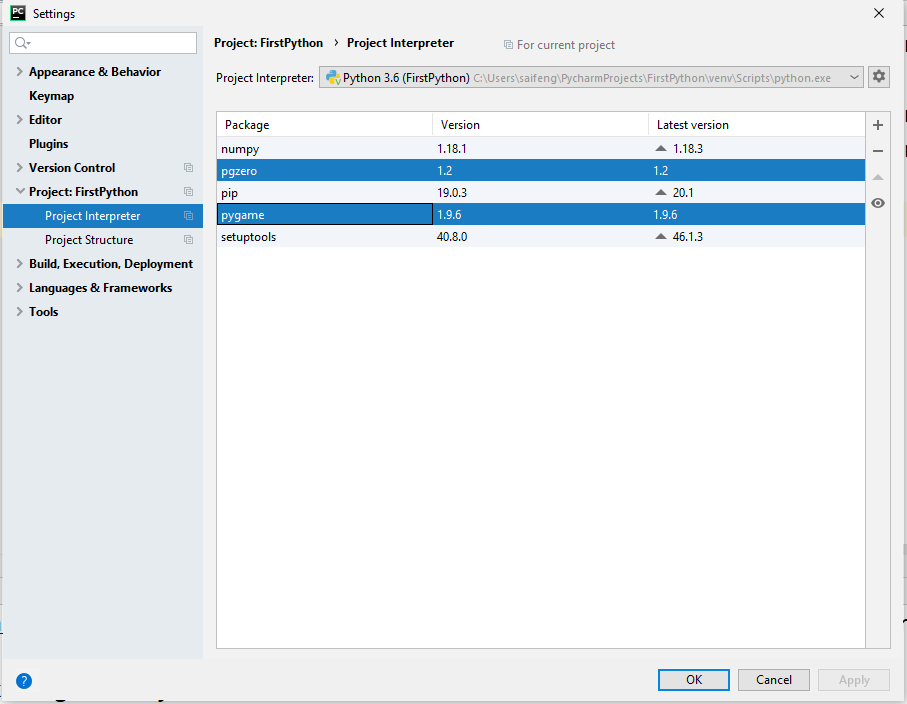 PC Settings
Project: FirstPython › Project Interpreter For current project
Appearance & Behavior
Keymap
Editor
Plugins
Version Control
Project: FirstPython
Project Interpreter
Project Structure
Build, Execution, Deployment
Languages & Frameworks
Tools
Project Interpreter: Python 3.6 (FirstPython) C:\Users\saifeng\PycharmProjects\FirstPython\venv\Scripts\python.exe
Package Version Latest version
numpy 1.18.1 1.18.3
pgzero 1.2 1.2
pip 19.0.3 20.1
pygame 1.9.6 1.9.6
setuptools 40.8.0 46.1.3
? OK Cancel Apply